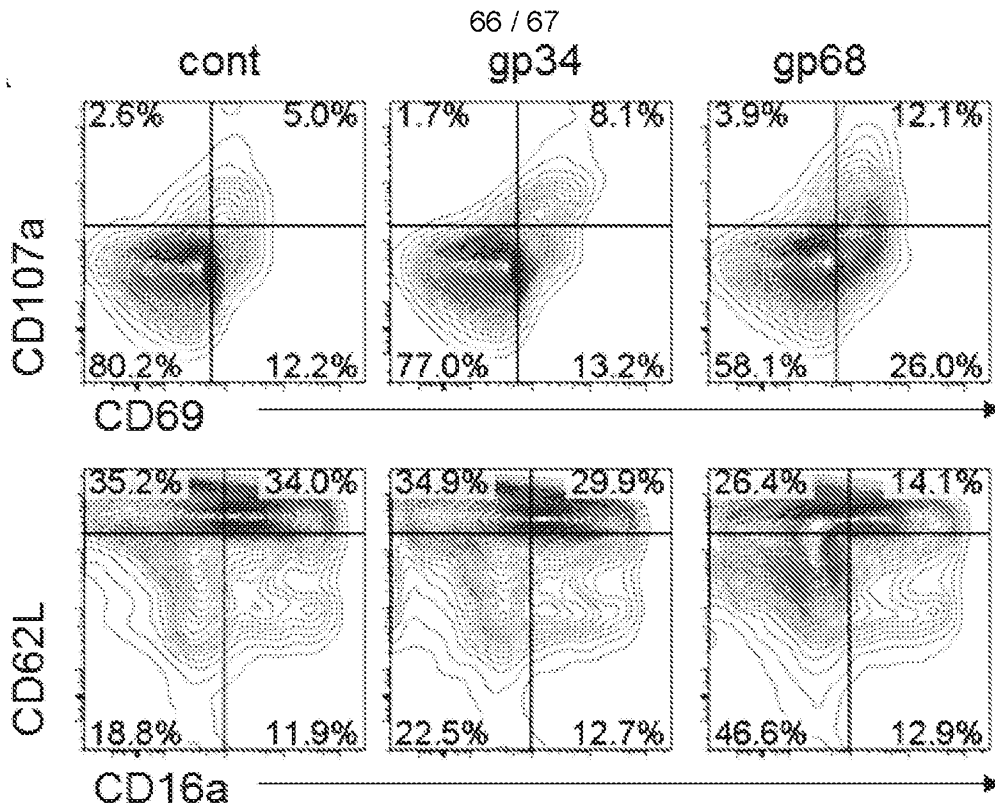 66 / 67
cont gp34 gp68
2.6% 5.0% 1.7% 8.1% 3.9% 12.1%
CD107a
80.2% 12.2% 77.0% 13.2% 58.1% 26.0%
CD69
35.2% 34.0% 34.9% 29.9% 26.4% 14.1%
CD62L
18.8% 11.9% 22.5% 12.7% 46.6% 12.9%
CD16a